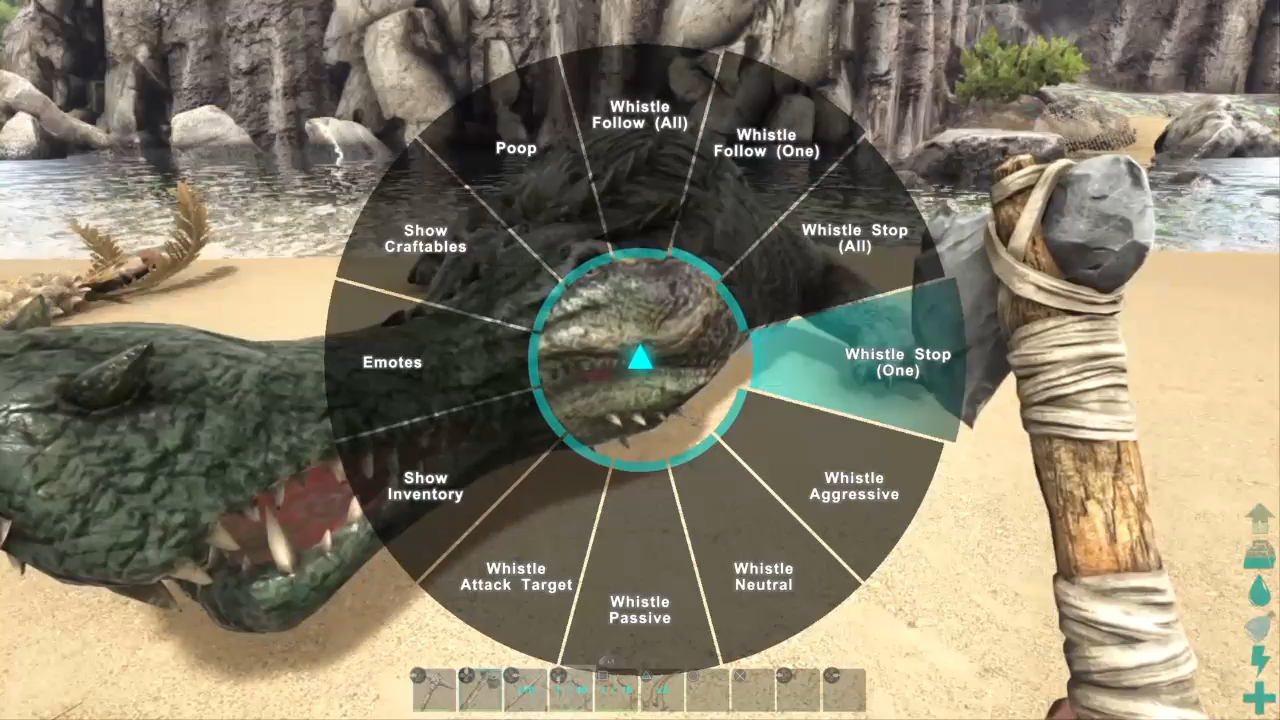 Whistle
Follow (All)
Whistle
Follow (One)
Whistle Stop
(All)
Whistle Stop
(One)
Whistle
Aggressive
Whistle
Neutral
Whistle
Passive
Whistle
Attack Target
Show
Inventory
Emotes
Show
Craftables
Poop